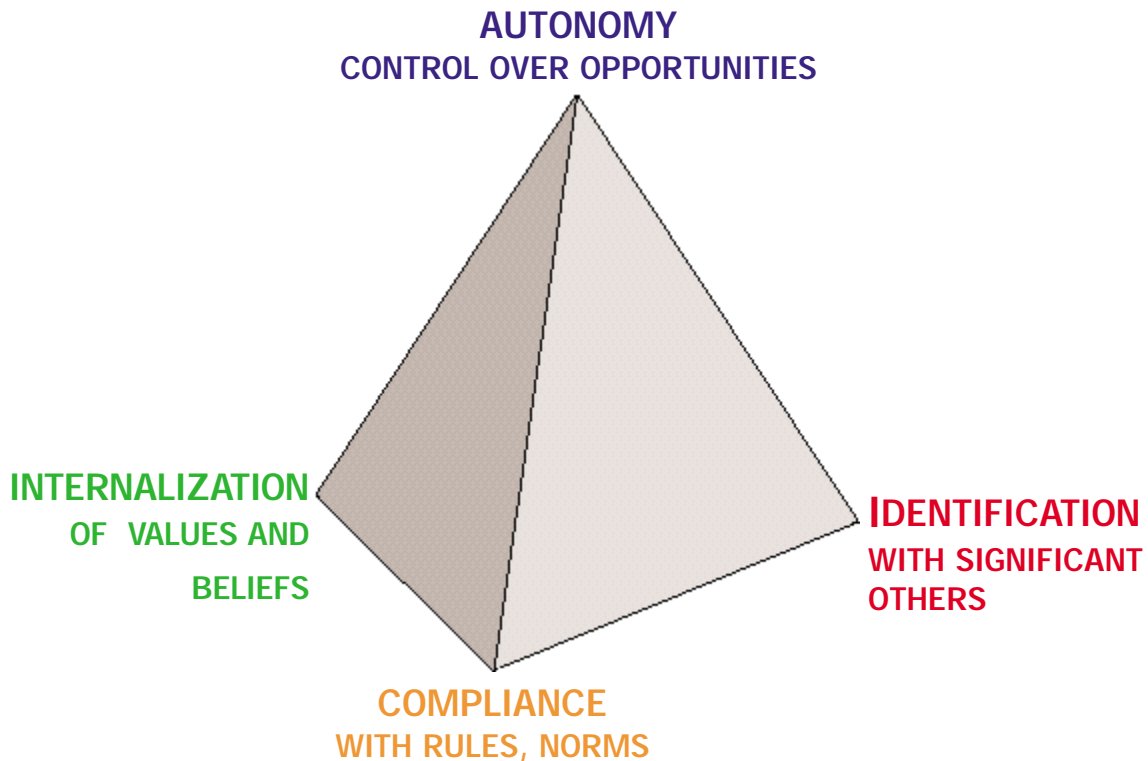 AUTONOMY
CONTROL OVER OPPORTUNITIES
INTERNALIZATION
OF VALUES AND
BELIEFS
IDENTIFICATION
WITH SIGNIFICANT
OTHERS
COMPLIANCE
WITH RULES, NORMS